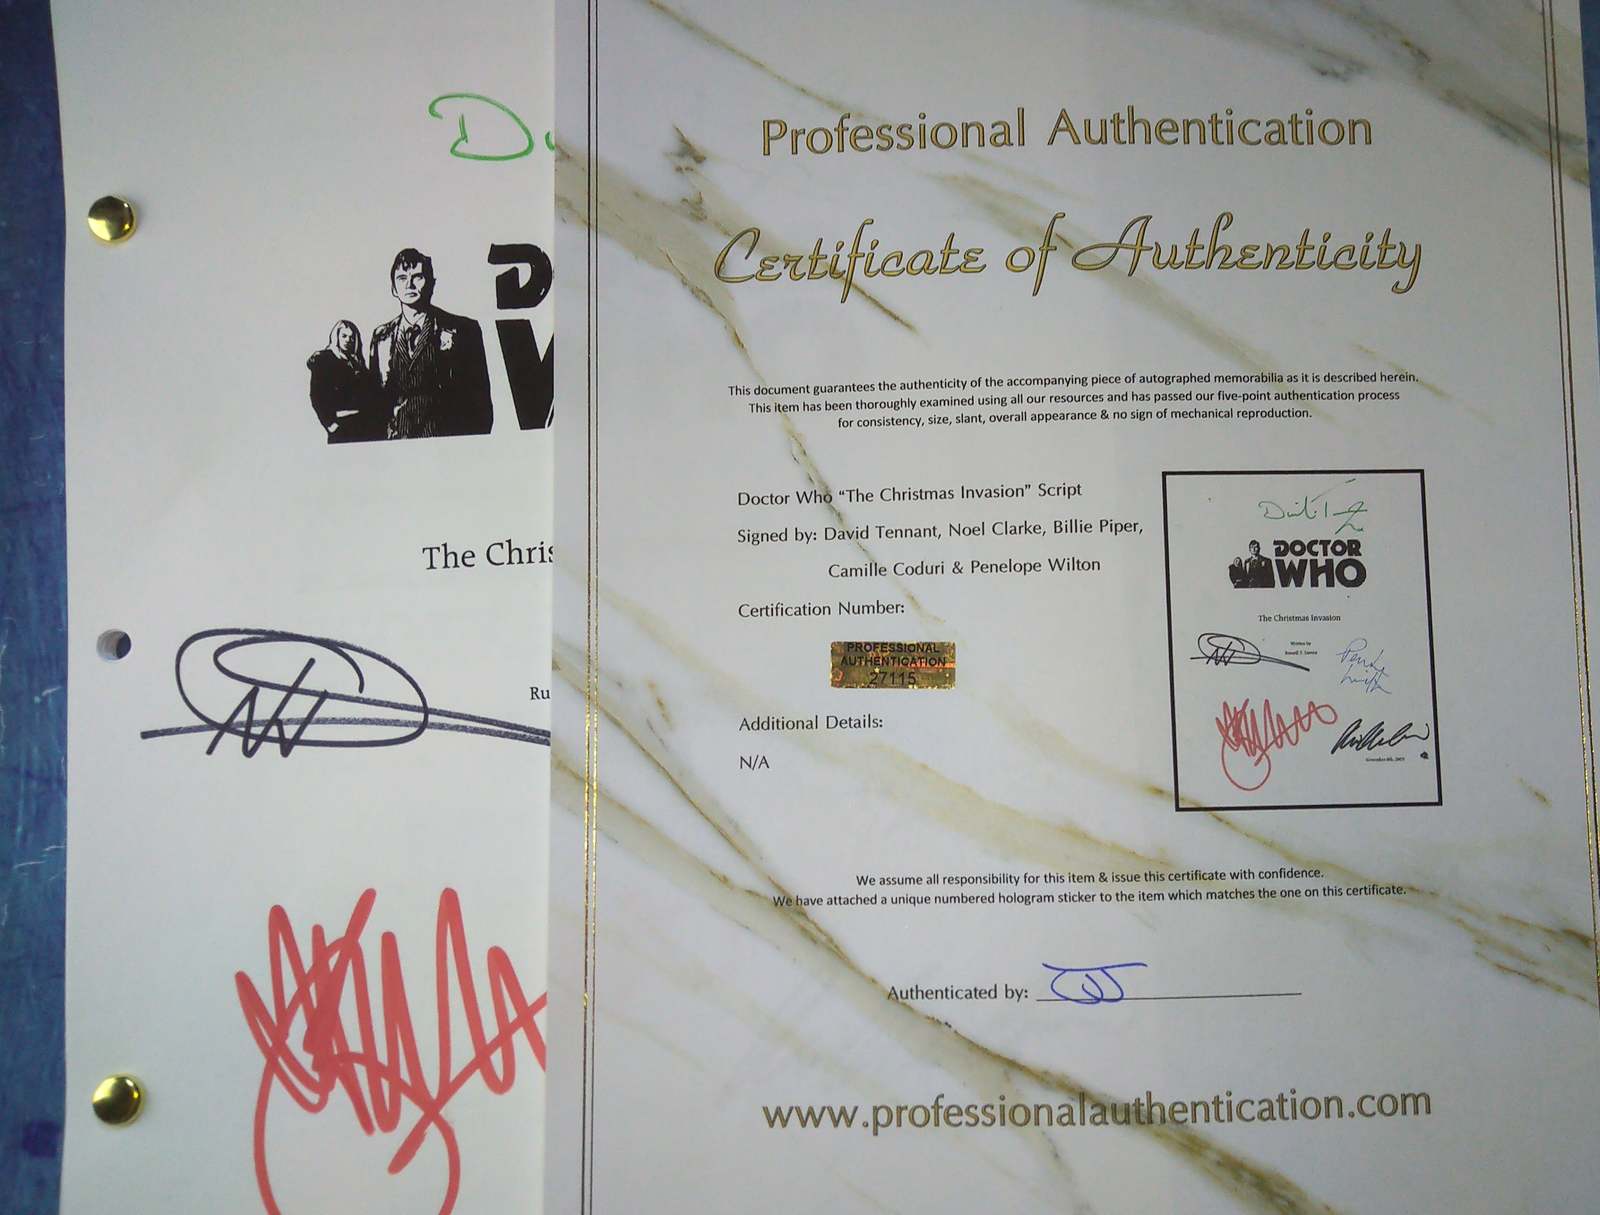 D
The Chris
Ru
Professional Authentication
Certificate of Authenticity
This document guarantees the authenticity of the accompanying piece of autographed memorabilia as it is described herein.
This item has been thoroughly examined using all our resources and has passed our five-point authentication process
for consistency, size, slant, overall appearance & no sign of mechanical reproduction.
Doctor Who “The Christmas Invasion” Script
Signed by: David Tennant, Noel Clarke, Billie Piper,
Camille Coduri & Penelope Wilton
Certification Number:
PROFESSIONAL
AUTHENTICATION
27115
Additional Details:
N/A
DOCTOR
WHO
The Christmas Invasion
Written by
Russell T. Davies
We assume all responsibility for this item & issue this certificate with confidence.
We have attached a unique numbered hologram sticker to the item which matches the one on this certificate.
Authenticated by:
www.professionalauthentication.com